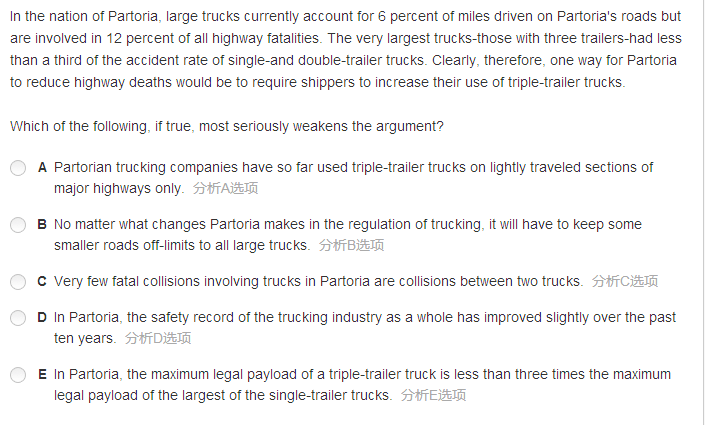 In the nation of Partoria, large trucks currently account for 6 percent of miles driven on Partoria's roads but
are involved in 12 percent of all highway fatalities. The very largest trucks-those with three trailers-had less
than a third of the accident rate of single-and double-trailer trucks. Clearly, therefore, one way for Partoria
to reduce highway deaths would be to require shippers to increase their use of triple-trailer trucks.
Which of the following, if true, most seriously weakens the argument?
A Partorian trucking companies have so far used triple-trailer trucks on lightly traveled sections of
major highways only. 分析A选项
B No matter what changes Partoria makes in the regulation of trucking, it will have to keep some
smaller roads off-limits to all large trucks. 分析B选项
C Very few fatal collisions involving trucks in Partoria are collisions between two trucks. 分析C选项
D In Partoria, the safety record of the trucking industry as a whole has improved slightly over the past
ten years. 分析D选项
E In Partoria, the maximum legal payload of a triple-trailer truck is less than three times the maximum
legal payload of the largest of the single-trailer trucks. 分析E选项